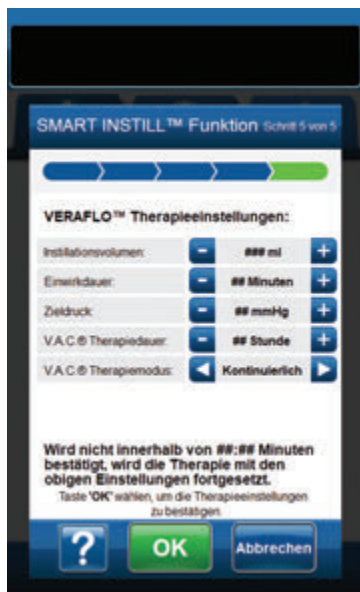 SMART INSTILL™ Funktion Schritt 5 von 5
VERAFLO™ Therapieeinstellungen:
Instillationsvolumen: - ### ml +
Einwirkdauer: - ## Minuten +
Zieldruck: - ## mmHg +
V.A.C.® Therapiedauer: - ## Stunde +
V.A.C.® Therapiemodus: Kontinuierlich
Wird nicht innerhalb von ##:## Minuten
bestätigt, wird die Therapie mit den
obigen Einstellungen fortgesetzt.
Taste 'OK' wählen, um die Therapieeinstellungen
zu bestätigen.
? OK Abbrechen